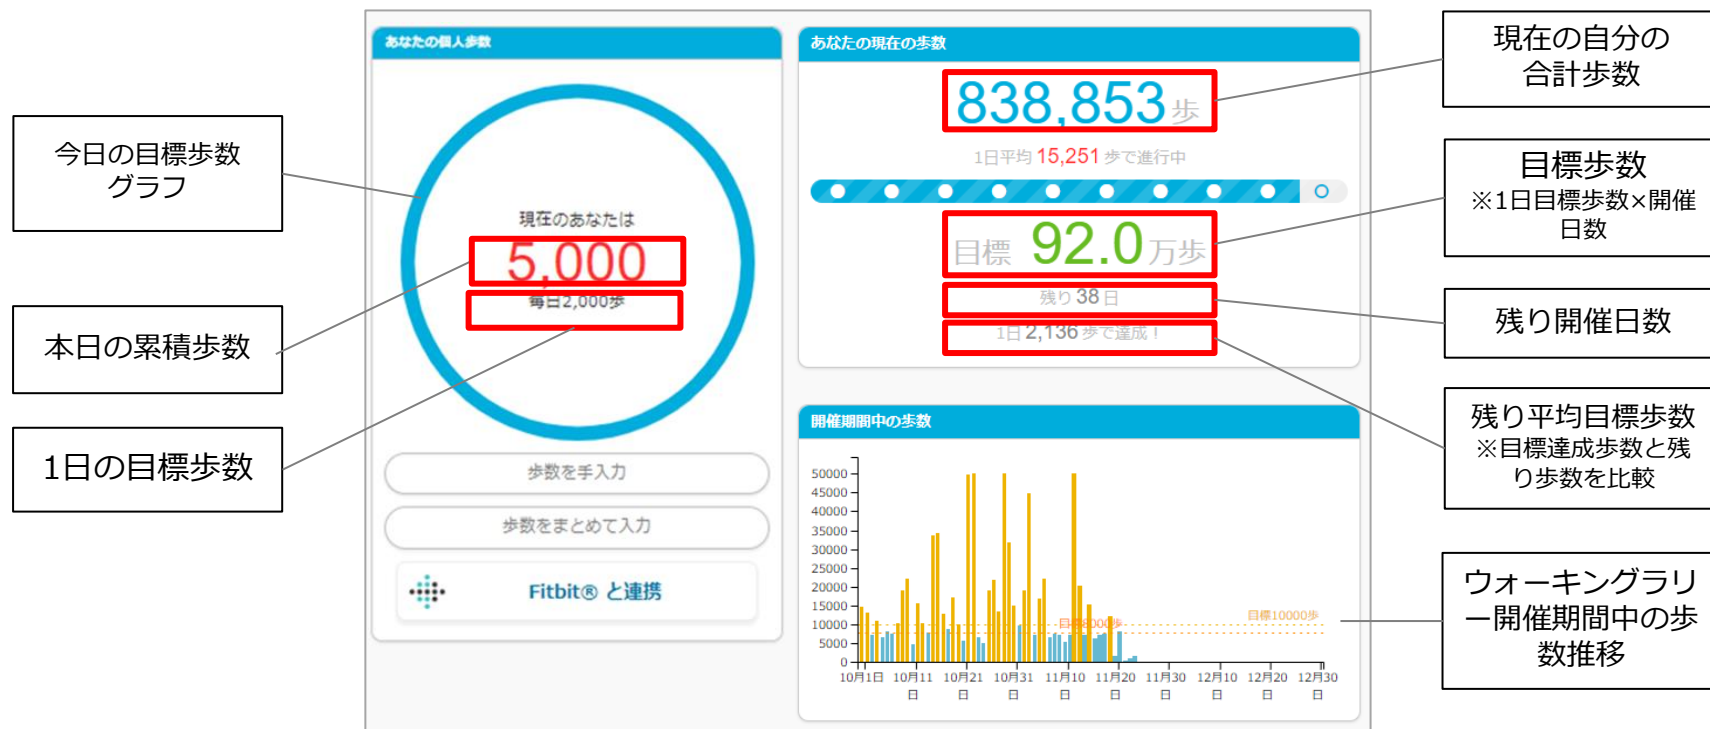 今日の目標歩数
グラフ
本日の累積歩数
1日の目標歩数
あなたの個人歩数
現在のあなたは
5,000
毎日2,000歩
歩数を手入力
歩数をまとめて入力
Fitbit® と連携
あなたの現在の歩数
838,853 歩
1日平均 15,251 歩で進行中
目標 92.0 万歩
残り 38 日
1日 2,136 歩で達成！
開催期間中の歩数
50000
45000
40000
35000
30000
25000
20000
15000
10000
5000
0
目標10000歩
目標8000歩
10月1日 10月11日 10月21日 10月31日 11月10日 11月20日 11月30日 12月10日 12月20日 12月30日
現在の自分の
合計歩数
目標歩数
※1日目標歩数×開催
日数
残り開催日数
残り平均目標歩数
※目標達成歩数と残
り歩数を比較
ウォーキングラリ
ー開催期間中の歩
数推移